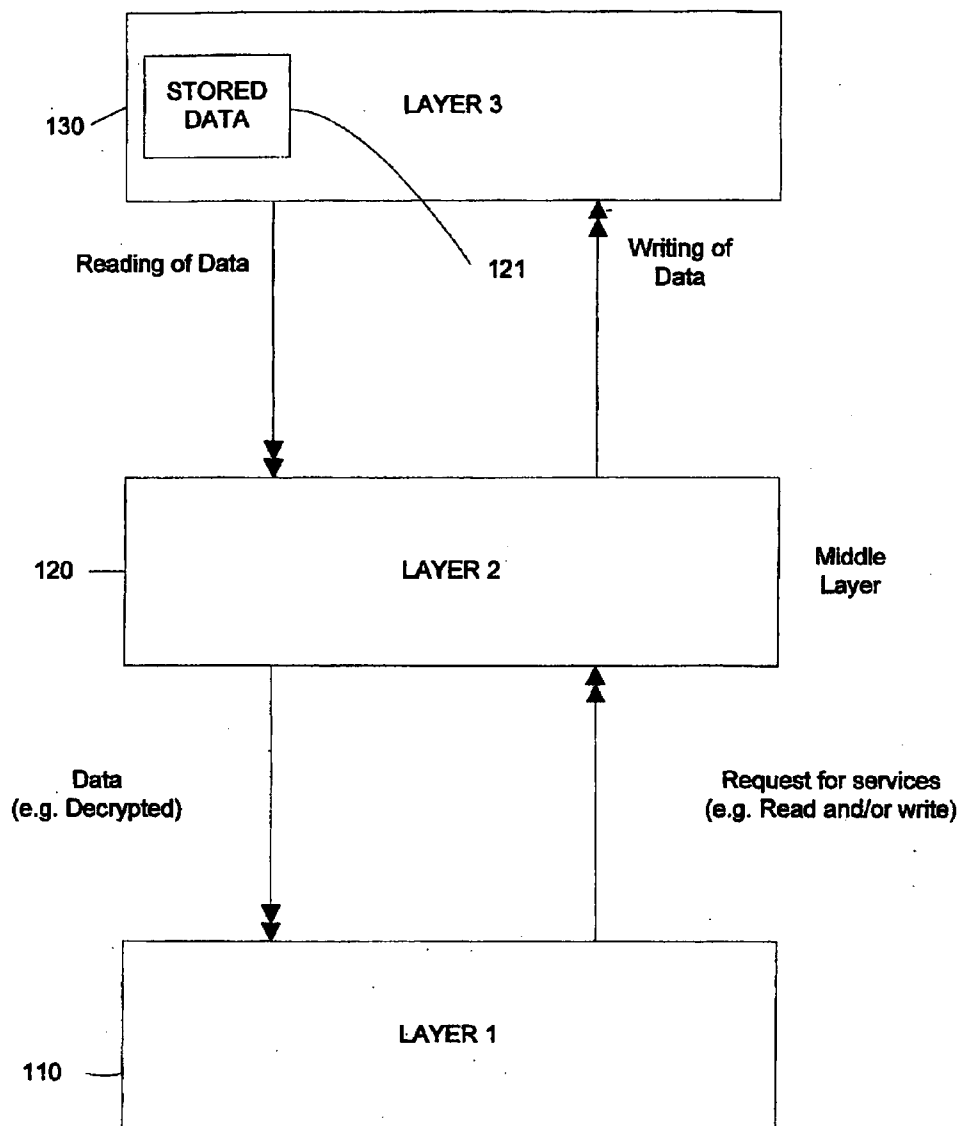 STORED
DATA
LAYER 3
130
Reading of Data
121
Writing of
Data
120
LAYER 2
Middle
Layer
Data
(e.g. Decrypted)
Request for services
(e.g. Read and/or write)
LAYER 1
110